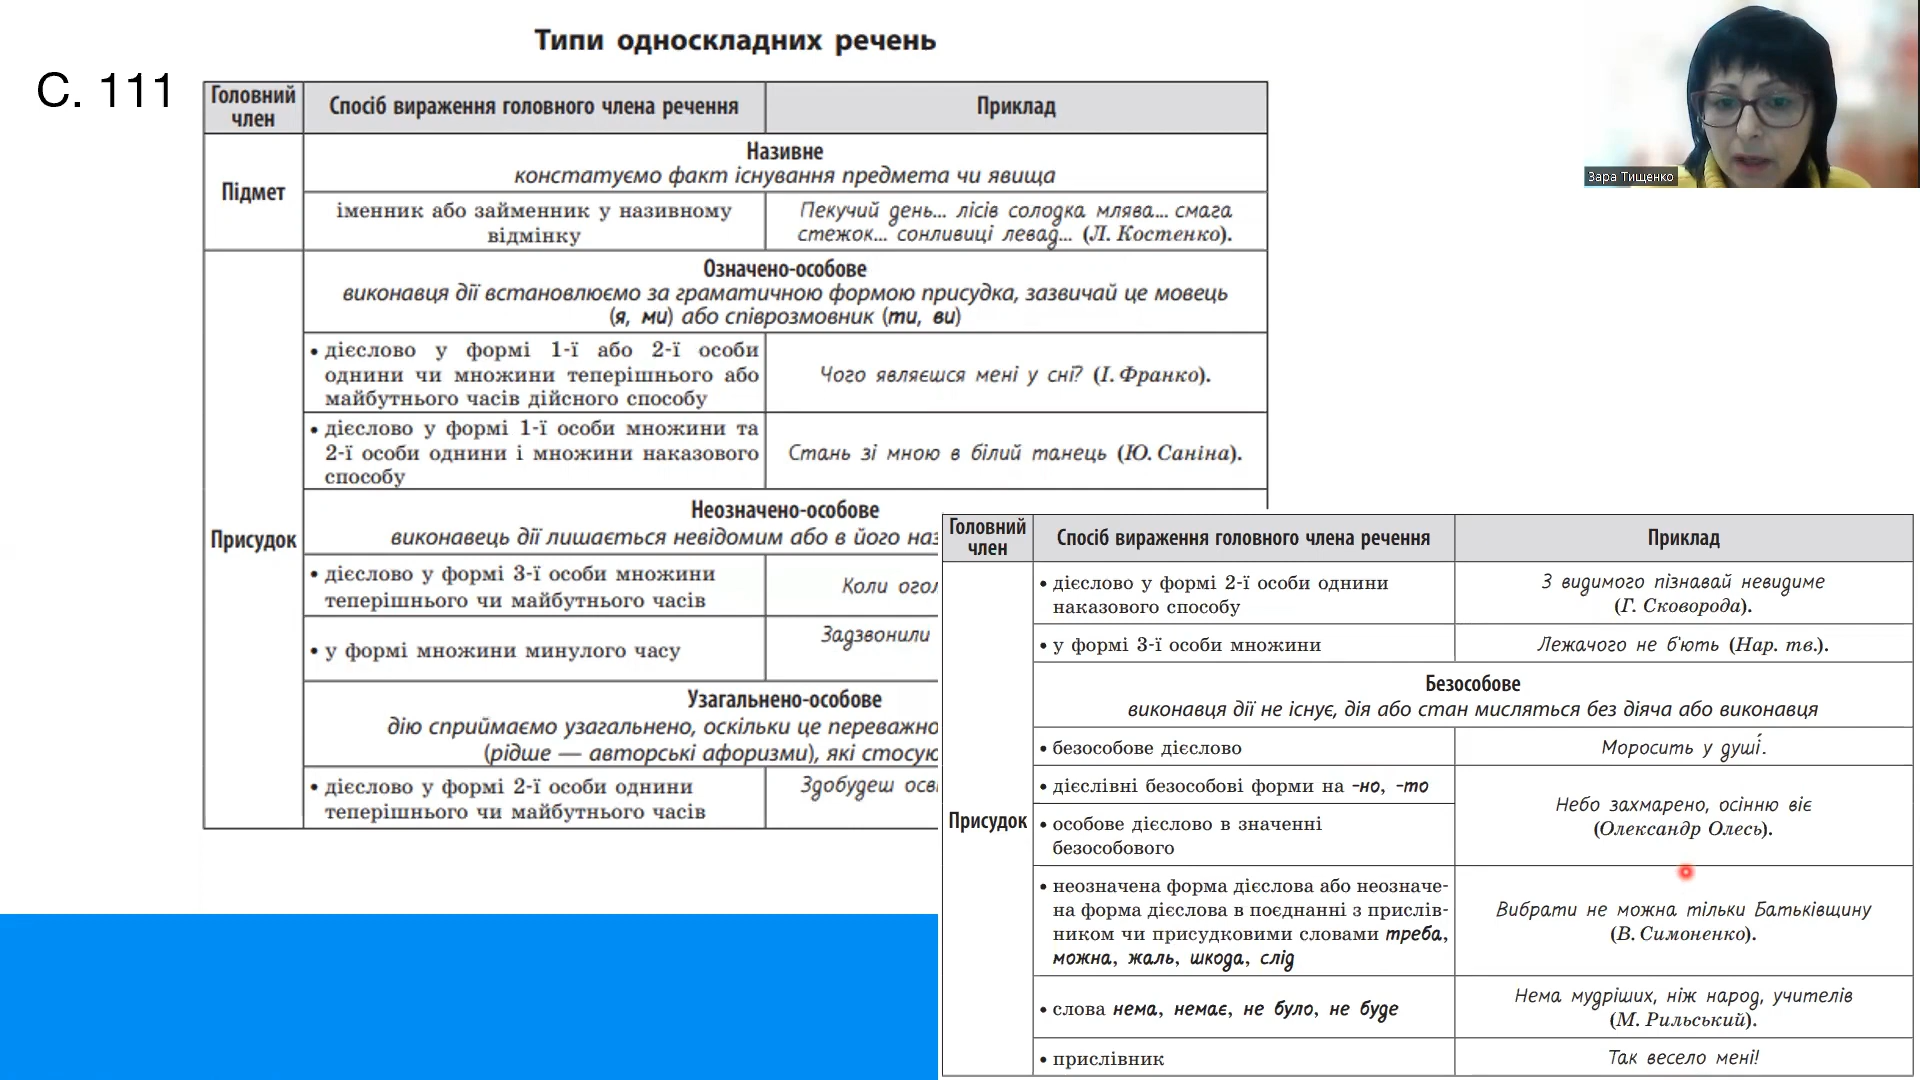 Типи односкладних речень
С. 111
Зара Тищенко
Головний член
Спосіб вираження головного члена речення
Приклад
Підмет
Називне
констатуємо факт існування предмета чи явища
іменник або займенник у називному
відмінку
Пекучий день... лісів солодка млява... смага
стежок... сонливиці левад... (Л. Костенко).
Присудок
Означено-особове
виконавця дії встановлюємо за граматичною формою присудка, зазвичай це мовець
(я, ми) або співрозмовник (ти, ви)
• дієслово у формі 1-ї або 2-ї особи
однини чи множини теперішнього або
майбутнього часів дійсного способу
Чого являєшся мені у сні? (І. Франко).
• дієслово у формі 1-ї особи множини та
2-ї особи однини і множини наказового
способу
Стань зі мною в білий танець (Ю. Саніна).
Неозначено-особове
виконавець дії лишається невідомим або в його наз
• дієслово у формі 3-ї особи множини
теперішнього чи майбутнього часів
Коли огол
• у формі множини минулого часу
Задзвонили
Узагальнено-особове
дію сприймаємо узагальнено, оскільки це переважно
(рідше — авторські афоризми), які стосую
• дієслово у формі 2-ї особи однини
теперішнього чи майбутнього часів
Здобудеш осві
Головний
член
Спосіб вираження головного члена речення
Приклад
Присудок
• дієслово у формі 2-ї особи однини
наказового способу
З видимого пізнавай невидиме
(Г. Сковорода).
• у формі 3-ї особи множини
Лежачого не б'ють (Нар. тв.).
Безособове
виконавця дії не існує, дія або стан мисляться без діяча або виконавця
• безособове дієслово
Моросить у душі́.
• дієслівні безособові форми на -но, -то
• особове дієслово в значенні
безособового
Небо захмарено, осінню віє
(Олександр Олесь).
• неозначена форма дієслова або неозначе-
на форма дієслова в поєднанні з прислів-
ником чи присудковими словами треба,
можна, жаль, шкода, слід
Вибрати не можна тільки Батьківщину
(В. Симоненко).
• слова нема, немає, не було, не буде
Нема мудріших, ніж народ, учителів
(М. Рильський).
• прислівник
Так весело мені!